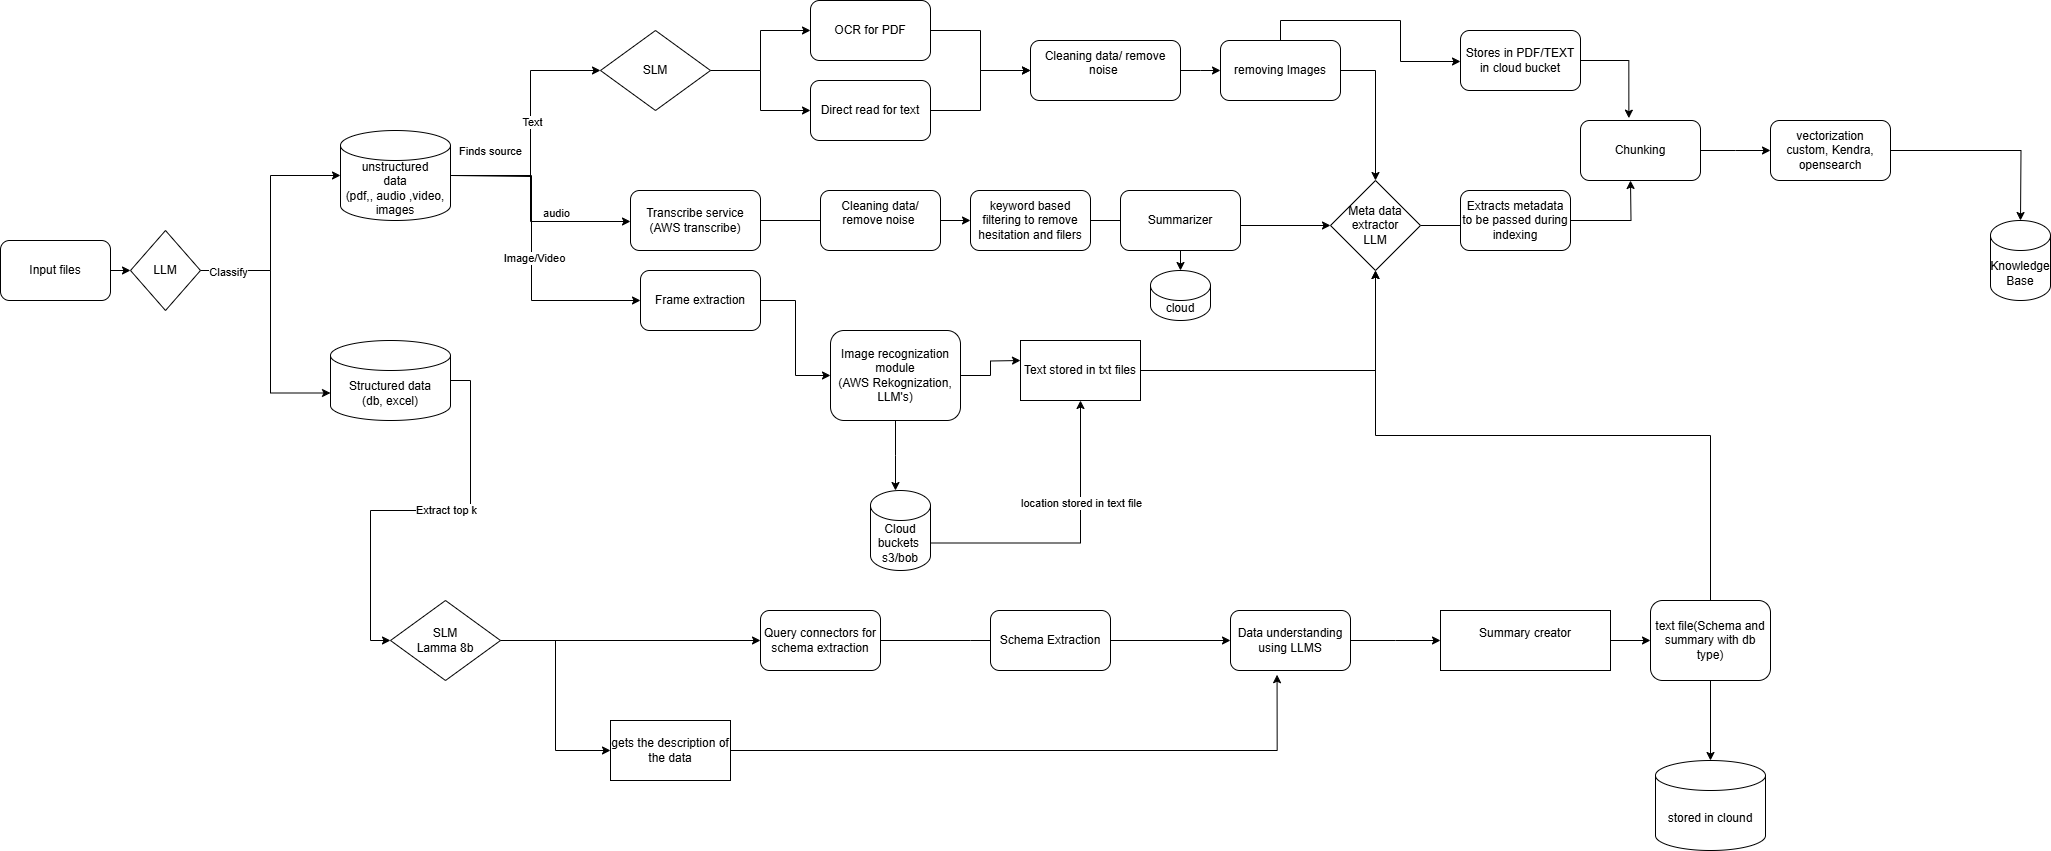 Input files
LLM
Classify
unstructured
data
(pdf,, audio ,video,
images
Finds source
Text
audio
Image/Video
SLM
OCR for PDF
Direct read for text
Cleaning data/ remove
noise
removing Images
Stores in PDF/TEXT
in cloud bucket
Chunking
vectorization
custom, Kendra,
opensearch
Knowledge
Base
Transcribe service
(AWS transcribe)
Cleaning data/
remove noise
keyword based
filtering to remove
hesitation and filers
Summarizer
cloud
Meta data
extractor
LLM
Extracts metadata
to be passed during
indexing
Frame extraction
Image recognization
module
(AWS Rekognization,
LLM's)
Text stored in txt files
Cloud
buckets
s3/bob
location stored in text file
Structured data
(db, excel)
Extract top k
SLM
Lamma 8b
Query connectors for
schema extraction
Schema Extraction
Data understanding
using LLMS
Summary creator
text file(Schema and
summary with db
type)
gets the description of
the data
stored in clound